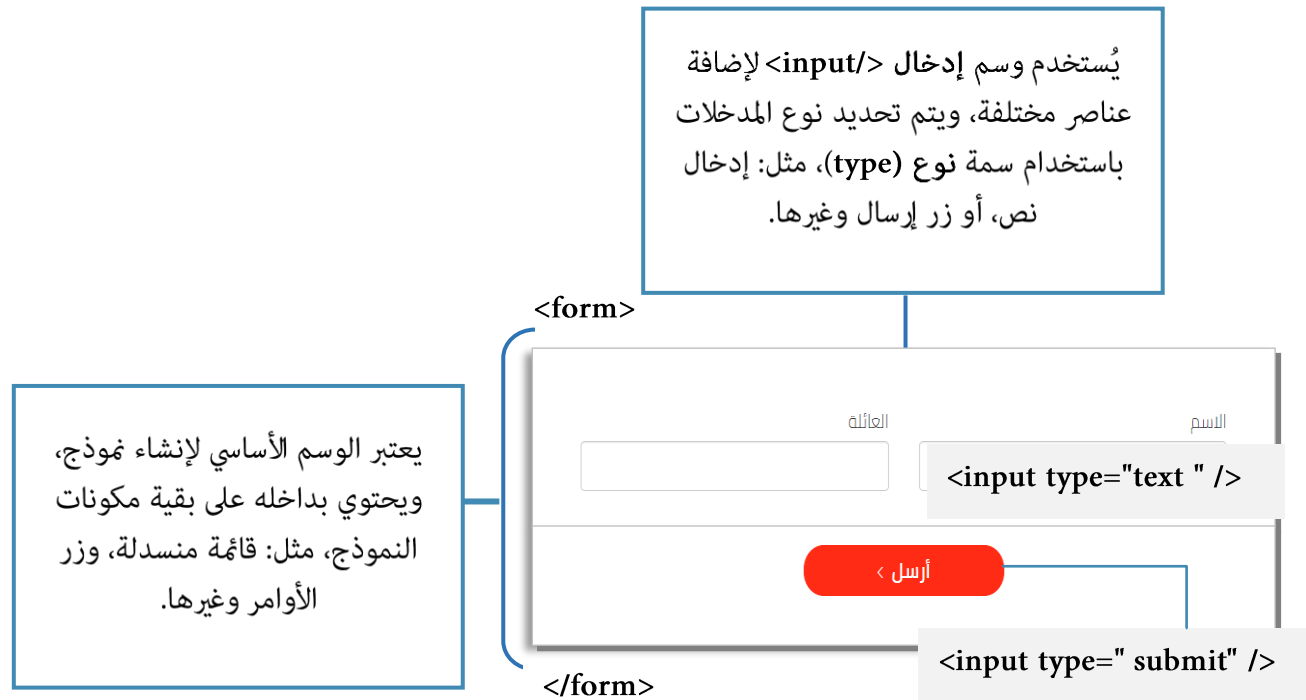 يُستخدم وسم إدخال <input/> لإضافة
عناصر مختلفة، ويتم تحديد نوع المدخلات
باستخدام سمة نوع (type)، مثل: إدخال
نص، أو زر إرسال وغيرها.
<form>
يعتبر الوسم الأساسي لإنشاء نموذج،
ويحتوي بداخله على بقية مكونات
النموذج، مثل: قائمة منسدلة، وزر
الأوامر وغيرها.
الاسم
العائلة
<input type="text " />
أرسل >
<input type=" submit" />
</form>